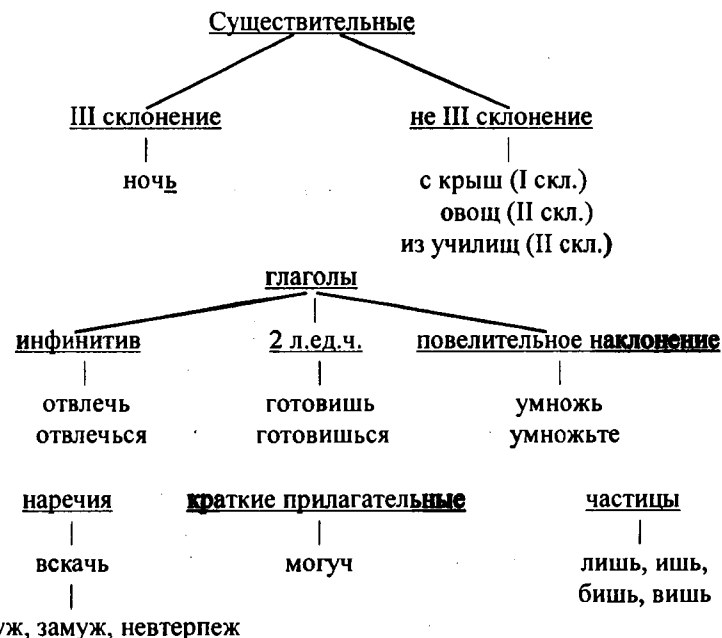 Существительные
III склонение не III склонение
ночь с крыш (I скл.)
овощ (II скл.)
из училищ (II скл.)
глаголы
инфинитив 2 л.ед.ч. повелительное наклонение
отвлечь готовишь умножь
отвлечься готовишься умножьте
наречия краткие прилагательные частицы
вскачь могуч лишь, ишь,
бишь, вишь
замуж, невтерпеж